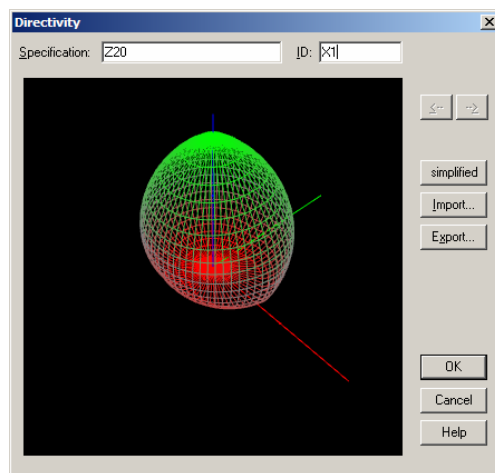 Directivity
Specification: Z20 ID: X1
<-- -->
simplified
Import...
Export...
OK
Cancel
Help